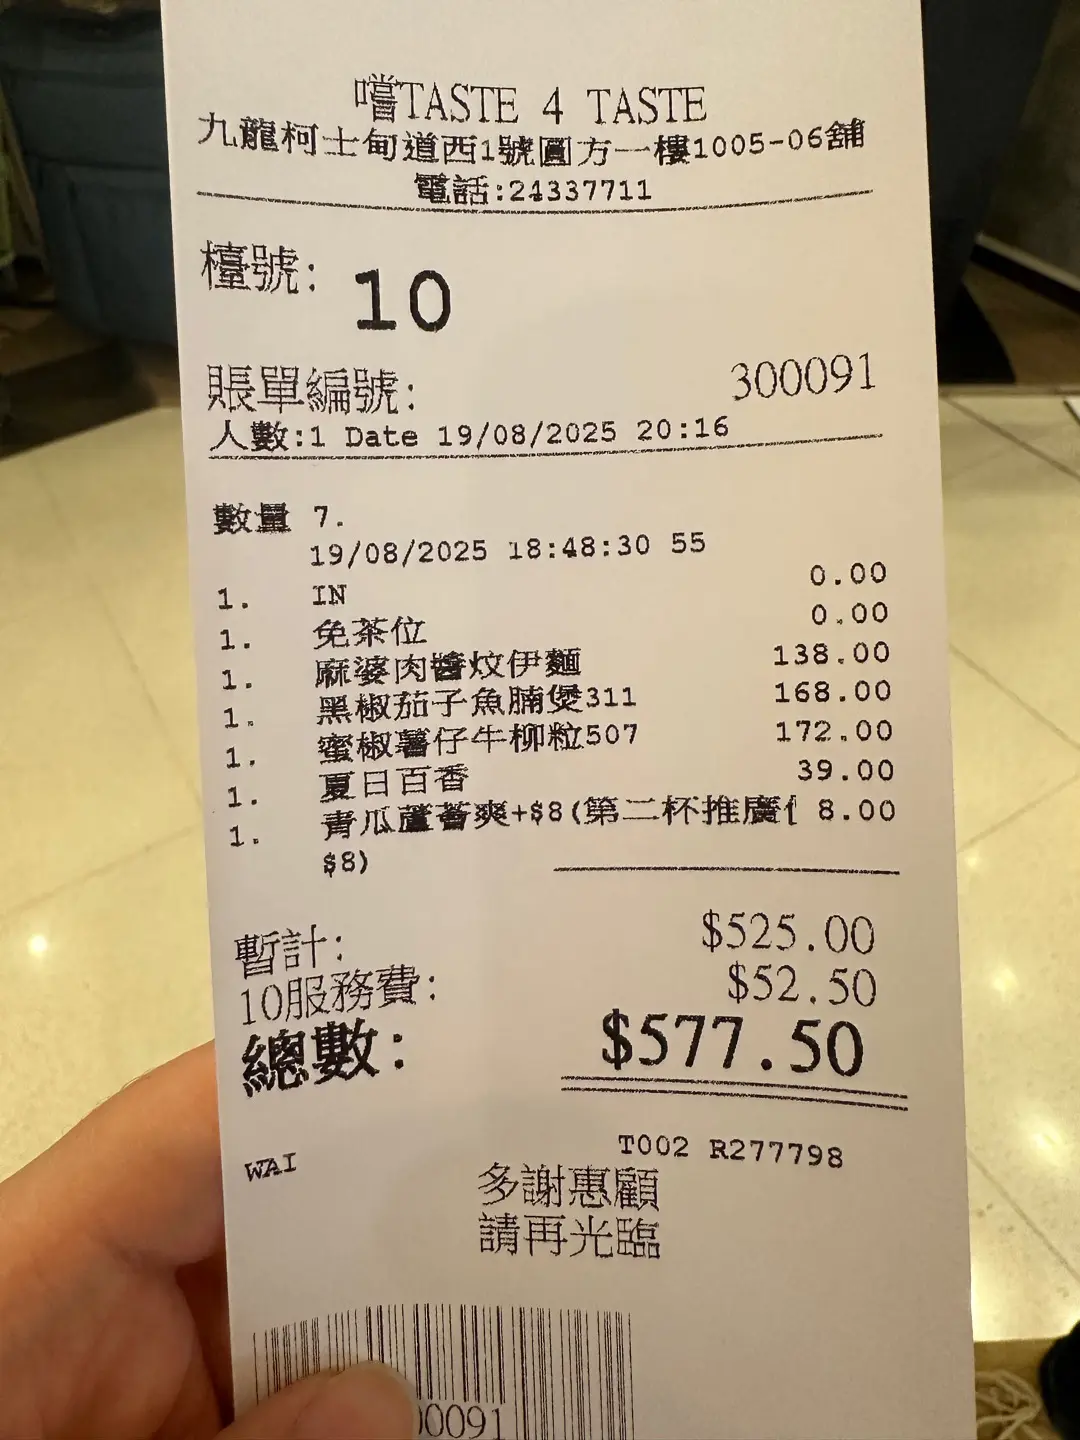 嚐TASTE 4 TASTE
九龍柯士甸道西1號圓方一樓1005-06舖
電話:24337711
檯號: 10
賬單編號: 300091
人數:1 Date 19/08/2025 20:16
數量 7.
19/08/2025 18:48:30 55
1. IN 0.00
1. 免茶位 0.00
1. 麻婆肉醬炆伊麵 138.00
1. 黑椒茄子魚腩煲311 168.00
1. 蜜椒薯仔牛柳粒507 172.00
1. 夏日百香 39.00
1. 青瓜蘆薈爽+$8(第二杯推廣 8.00
$8)
暫計: $525.00
10服務費: $52.50
總數: $577.50
T002 R277798
WAI
多謝惠顧
請再光臨
0091